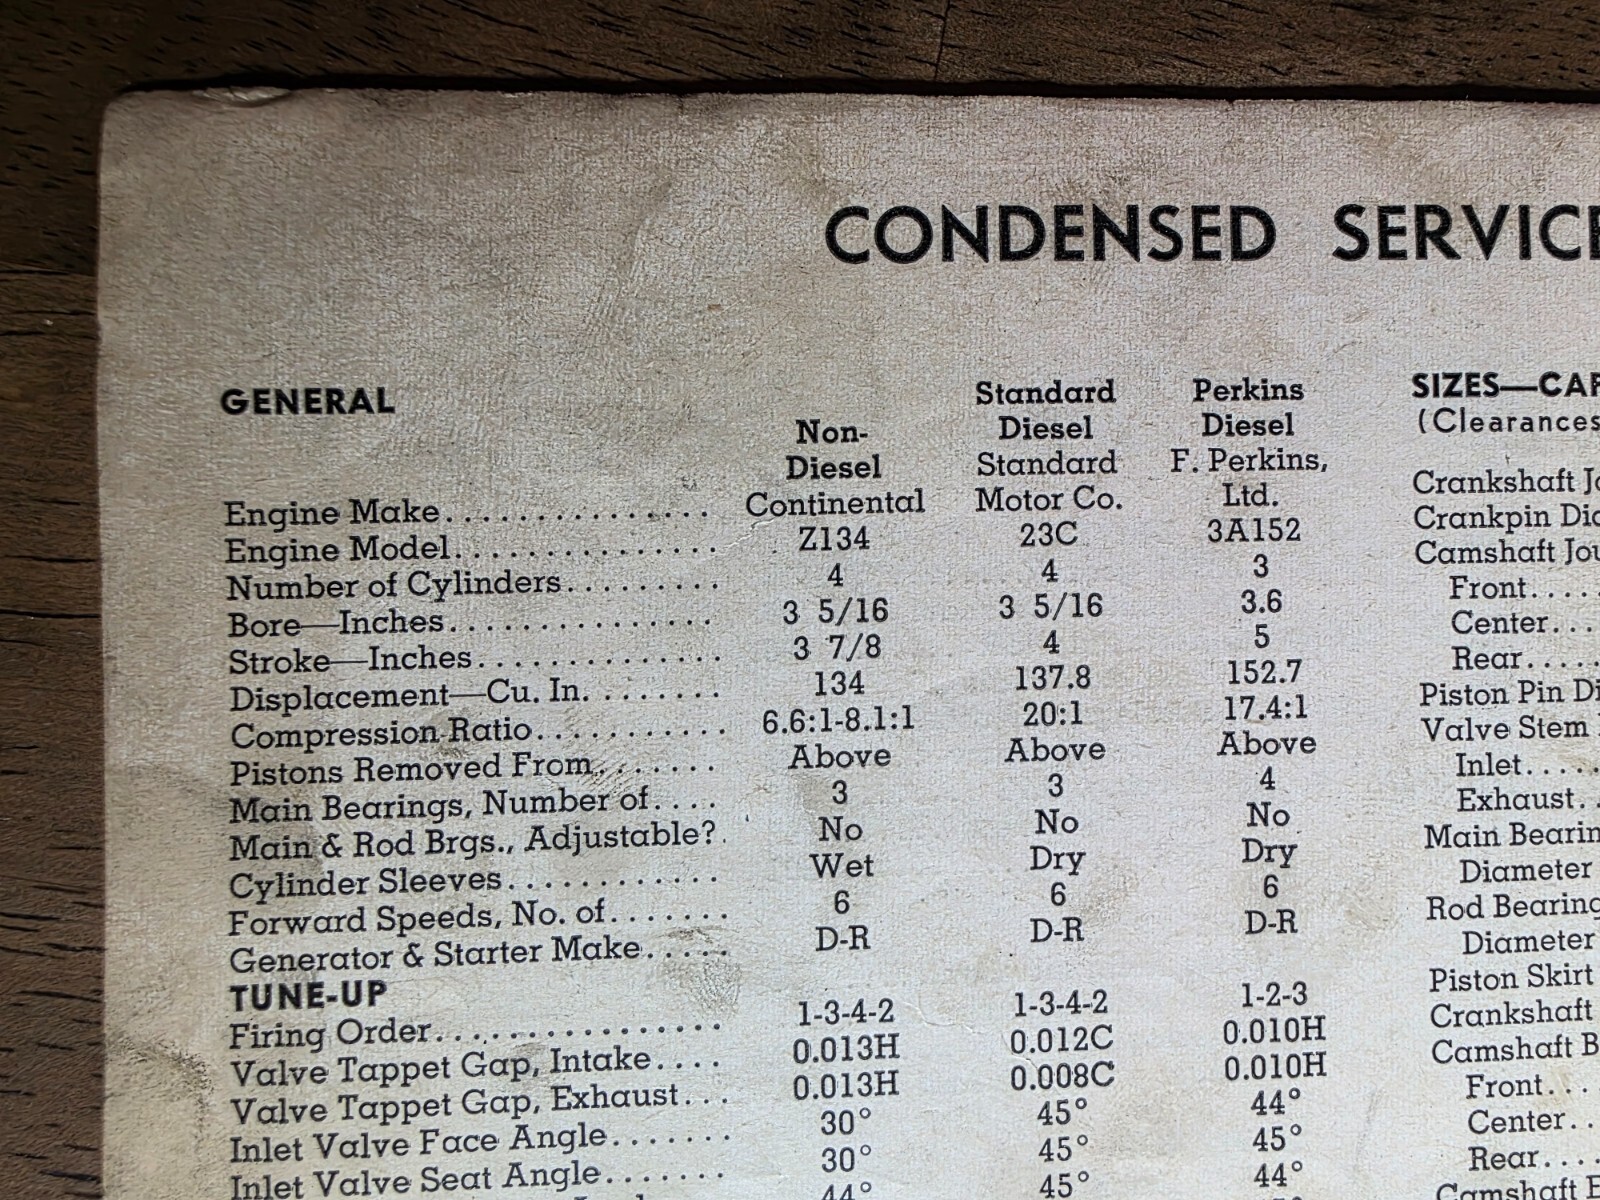 CONDENSED SERVICE
GENERAL
Non-
Diesel
Standard
Diesel
Perkins
Diesel
Engine Make............... Continental Standard Motor Co. F. Perkins, Ltd.
Engine Model.............. Z134 23C 3A152
Number of Cylinders......... 4 4 3
Bore—Inches............... 3 5/16 3 5/16 3.6
Stroke—Inches............. 3 7/8 4 5
Displacement—Cu. In........ 134 137.8 152.7
Compression Ratio.......... 6.6:1-8.1:1 20:1 17.4:1
Pistons Removed From....... Above Above Above
Main Bearings, Number of.... 3 3 4
Main & Rod Brgs., Adjustable?. No No No
Cylinder Sleeves............ Wet Dry Dry
Forward Speeds, No. of....... 6 6 6
Generator & Starter Make..... D-R D-R D-R
TUNE-UP
Firing Order................ 1-3-4-2 1-3-4-2 1-2-3
Valve Tappet Gap, Intake.... 0.013H 0.012C 0.010H
Valve Tappet Gap, Exhaust... 0.013H 0.008C 0.010H
Inlet Valve Face Angle....... 30° 45° 44°
Inlet Valve Seat Angle....... 30° 45° 45°
44° 45° 44°
SIZES—CAP
(Clearances
Crankshaft Jo
Crankpin Dia
Camshaft Jou
Front.....
Center...
Rear.....
Piston Pin Di
Valve Stem
Inlet.....
Exhaust..
Main Bearin
Diameter
Rod Bearing
Diameter
Piston Skirt
Crankshaft
Camshaft B
Front...
Center..
Rear....
Camshaft E